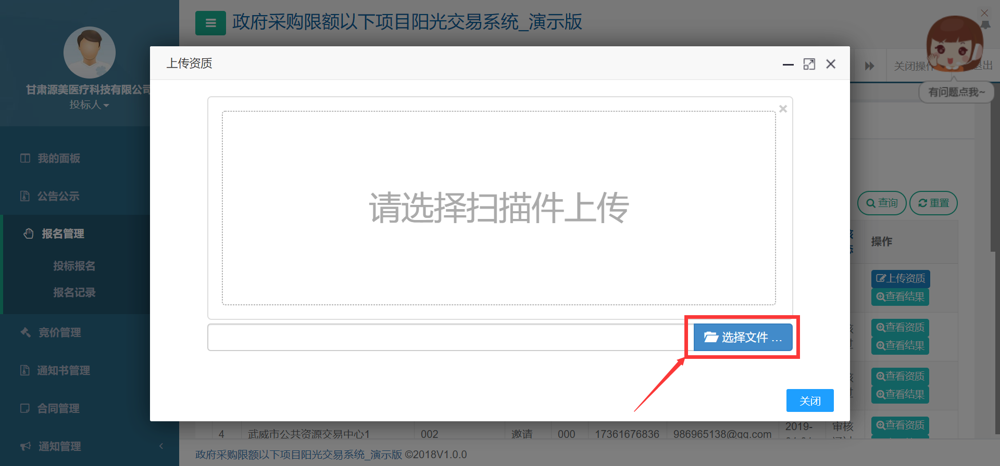 政府采购限额以下项目阳光交易系统_演示版
甘肃源美医疗科技有限公司
投标人
我的面板
公告公示
报名管理
投标报名
报名记录
竞价管理
通知书管理
合同管理
通知管理
关闭操作
退出
有问题点我~
上传资质
请选择扫描件上传
选择文件 ...
关闭
查询
重置
操作
上传资质
查看结果
查看资质
查看结果
查看资质
查看结果
查看资质
4 武威市公共资源交易中心1 002 邀请 000 17361676836 986965138@qq.com 2019- 审核
政府采购限额以下项目阳光交易系统_演示版 ©2018V1.0.0